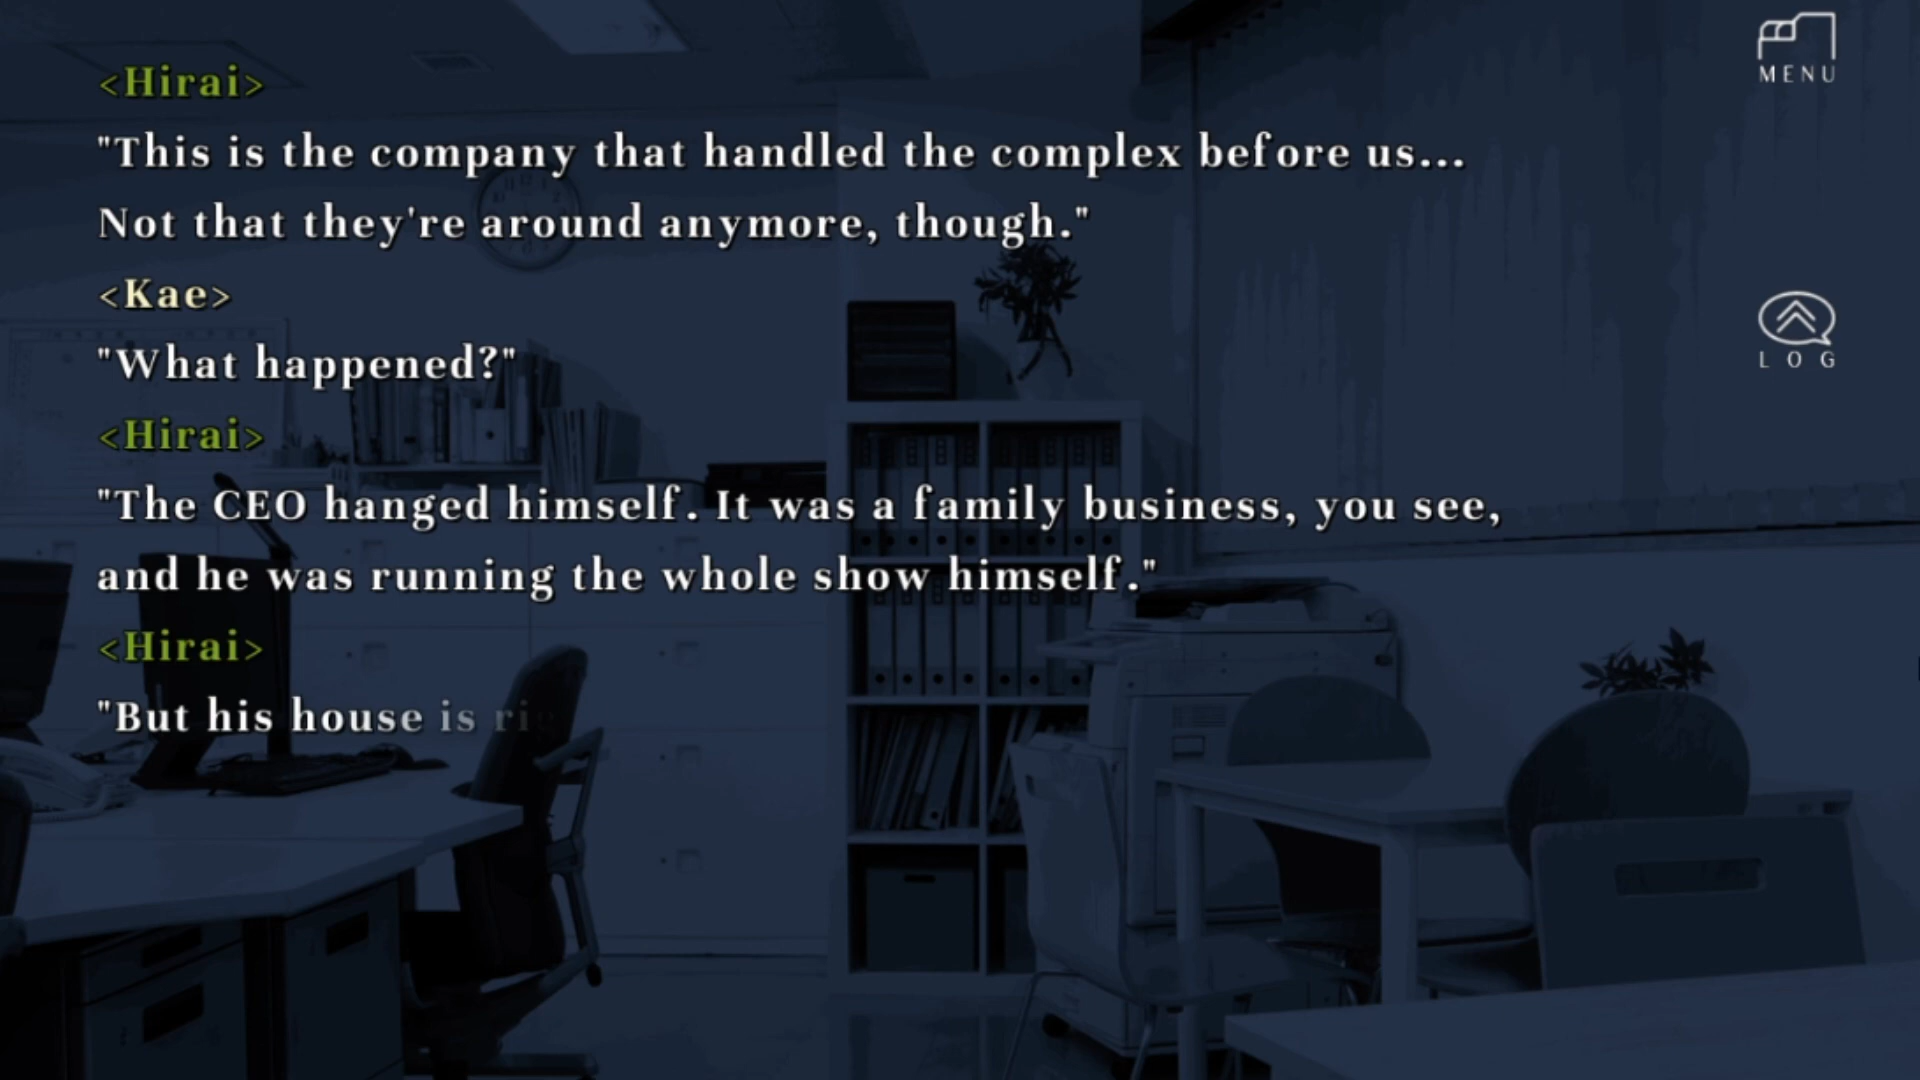 <Hirai>
"This is the company that handled the complex before us...
Not that they're around anymore, though."
<Kae>
"What happened?"
<Hirai>
"The CEO hanged himself. It was a family business, you see,
and he was running the whole show himself."
<Hirai>
"But his house is
MENU
LOG